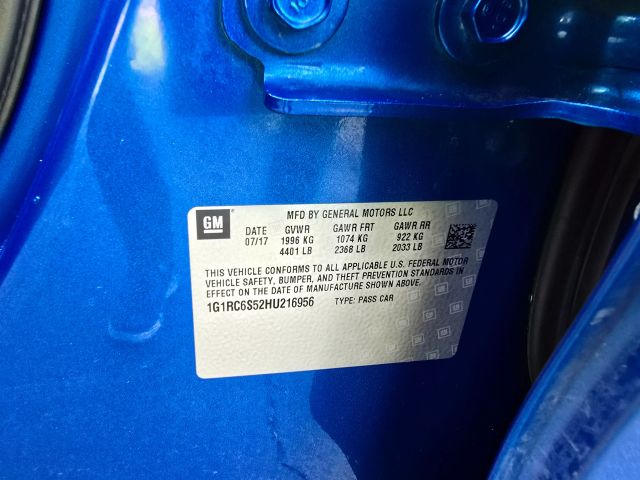 GM
MFD BY GENERAL MOTORS LLC
DATE GVWR GAWR FRT GAWR RR
07/17 1996 KG 1074 KG 922 KG
4401 LB 2368 LB 2033 LB
THIS VEHICLE CONFORMS TO ALL APPLICABLE U.S. FEDERAL MOTOR
VEHICLE SAFETY, BUMPER, AND THEFT PREVENTION STANDARDS IN
EFFECT ON THE DATE OF MANUFACTURE SHOWN ABOVE.
1G1RC6S52HU216956 TYPE: PASS CAR